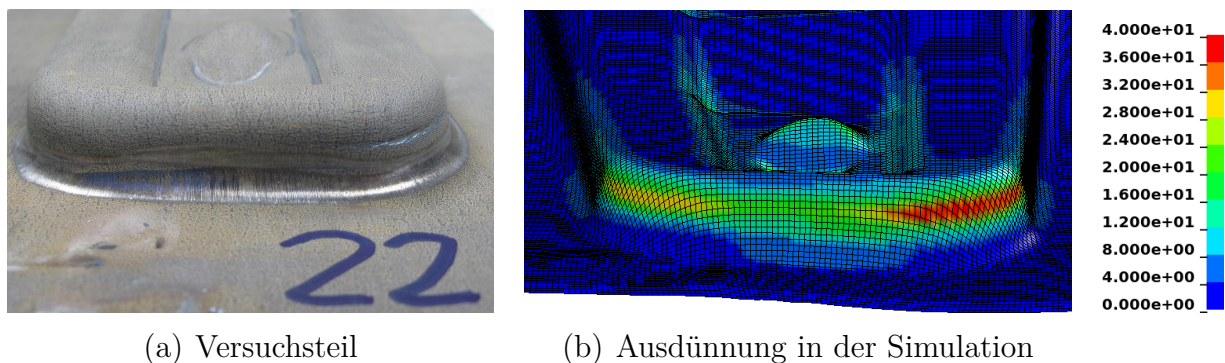 22
4.000e+01
3.600e+01
3.200e+01
2.800e+01
2.400e+01
2.000e+01
1.600e+01
1.200e+01
8.000e+00
4.000e+00
0.000e+00
(a) Versuchsteil
(b) Ausdünnung in der Simulation